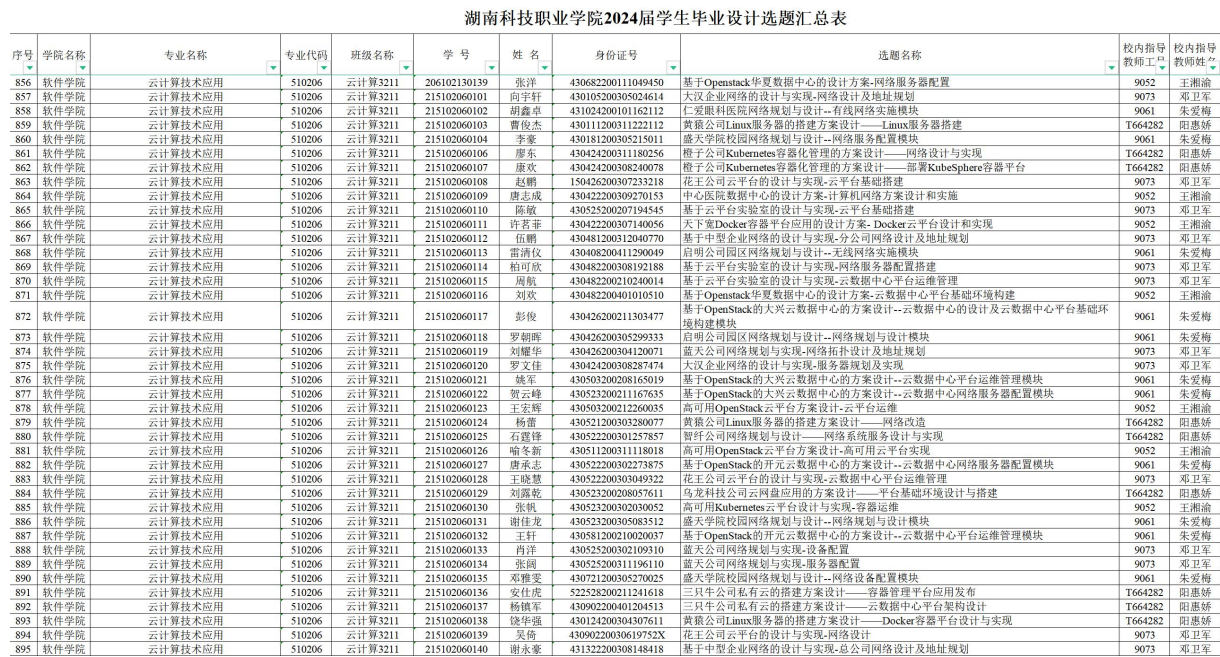 湖南科技职业学院2024届学生毕业设计选题汇总表
序号 学院名称 专业名称 专业代码 班级名称 学 号 姓 名 身份证号 选题名称 校内指导教师工号 校内指导教师姓名
856 软件学院 云计算技术应用 510206 云计算3211 206102130139 张洋 430682200111049450 基于Openstack华夏数据中心的设计方案-网络服务器配置 9052 王湘渝
857 软件学院 云计算技术应用 510206 云计算3211 215102060101 向宇轩 430105200305024614 大汉企业网络的设计与实现-网络设计及地址规划 9073 邓卫军
858 软件学院 云计算技术应用 510206 云计算3211 215102060102 胡鑫卓 431024200101162112 仁爱眼科医院网络规划与设计--有线网络实施模块 9061 朱爱梅
859 软件学院 云计算技术应用 510206 云计算3211 215102060103 曹俊杰 430111200311222112 黄猿公司Linux服务器的搭建方案设计——Linux服务器搭建 T664282 阳惠娇
860 软件学院 云计算技术应用 510206 云计算3211 215102060104 李豪 430181200305215011 盛天学院校园网络规划与设计--网络服务配置模块 9061 朱爱梅
861 软件学院 云计算技术应用 510206 云计算3211 215102060106 廖东 430424200311180256 橙子公司Kubernetes容器化管理的方案设计——网络设计与实现 T664282 阳惠娇
862 软件学院 云计算技术应用 510206 云计算3211 215102060107 康欢 430424200308240078 橙子公司Kubernetes容器化管理的方案设计——部署KubeSphere容器平台 T664282 阳惠娇
863 软件学院 云计算技术应用 510206 云计算3211 215102060108 赵鹏 150426200307233218 花王公司云平台的设计与实现-云平台基础搭建 9073 邓卫军
864 软件学院 云计算技术应用 510206 云计算3211 215102060109 唐志成 430422200309270153 中心医院数据中心的设计方案-计算机网络方案设计和实施 9052 王湘渝
865 软件学院 云计算技术应用 510206 云计算3211 215102060110 陈敏 430525200207194545 基于云平台实验室的设计与实现-云平台基础搭建 9073 邓卫军
866 软件学院 云计算技术应用 510206 云计算3211 215102060111 许茗菲 430422200307140056 天下宽Docker容器平台应用的设计方案- Docker云平台设计和实现 9052 王湘渝
867 软件学院 云计算技术应用 510206 云计算3211 215102060112 伍鹏 430481200312040770 基于中型企业网络的设计与实现-分公司网络设计及地址规划 9073 邓卫军
868 软件学院 云计算技术应用 510206 云计算3211 215102060113 雷清仪 430408200411290049 启明公司园区网络规划与设计--无线网络实施模块 9061 朱爱梅
869 软件学院 云计算技术应用 510206 云计算3211 215102060114 柏可欣 430482200308192188 基于云平台实验室的设计与实现-网络服务器配置搭建 9073 邓卫军
870 软件学院 云计算技术应用 510206 云计算3211 215102060115 周航 430482200210240014 基于云平台实验室的设计与实现-云数据中心平台运维管理 9073 邓卫军
871 软件学院 云计算技术应用 510206 云计算3211 215102060116 刘欢 430482200401010510 基于Openstack华夏数据中心的设计方案-云数据中心平台基础环境构建 9052 王湘渝
872 软件学院 云计算技术应用 510206 云计算3211 215102060117 彭俊 430426200211303477 基于OpenStack的大兴云数据中心的方案设计--云数据中心的设计及云数据中心平台基础环境构建模块 9061 朱爱梅
873 软件学院 云计算技术应用 510206 云计算3211 215102060118 罗朝晖 430426200305299333 启明公司园区网络规划与设计--网络规划与设计模块 9061 朱爱梅
874 软件学院 云计算技术应用 510206 云计算3211 215102060119 刘耀华 430426200304120071 蓝天公司网络规划与实现-网络拓扑设计及地址规划 9073 邓卫军
875 软件学院 云计算技术应用 510206 云计算3211 215102060120 罗文佳 430424200308287474 大汉企业网络的设计与实现-服务器规划及实现 9073 邓卫军
876 软件学院 云计算技术应用 510206 云计算3211 215102060121 姚军 430503200208165019 基于OpenStack的大兴云数据中心的方案设计--云数据中心平台运维管理模块 9061 朱爱梅
877 软件学院 云计算技术应用 510206 云计算3211 215102060122 贺云峰 430523200211167635 基于OpenStack的大兴云数据中心的方案设计--云数据中心网络服务器配置模块 9061 朱爱梅
878 软件学院 云计算技术应用 510206 云计算3211 215102060123 王宏辉 430503200212260035 高可用OpenStack云平台方案设计-云平台运维 9052 王湘渝
879 软件学院 云计算技术应用 510206 云计算3211 215102060124 杨蕾 430521200303280077 黄猿公司Linux服务器的搭建方案设计——网络改造 T664282 阳惠娇
880 软件学院 云计算技术应用 510206 云计算3211 215102060125 石霆锋 430522200301257857 智纤公司网络规划与设计——网络系统服务设计与实现 T664282 阳惠娇
881 软件学院 云计算技术应用 510206 云计算3211 215102060126 喻冬新 430511200311118018 高可用OpenStack云平台方案设计-高可用云平台实现 9052 王湘渝
882 软件学院 云计算技术应用 510206 云计算3211 215102060127 唐承志 430522200302273875 基于OpenStack的开元云数据中心的方案设计--云数据中心网络服务器配置模块 9061 朱爱梅
883 软件学院 云计算技术应用 510206 云计算3211 215102060128 王晓慧 430522200303049322 花王公司云平台的设计与实现-云数据中心平台运维管理 9073 邓卫军
884 软件学院 云计算技术应用 510206 云计算3211 215102060129 刘露乾 430523200208057611 乌龙科技公司云网盘应用的方案设计——平台基础环境设计与搭建 T664282 阳惠娇
885 软件学院 云计算技术应用 510206 云计算3211 215102060130 张帆 430523200302030052 高可用Kubernetes云平台设计与实现-容器运维 9052 王湘渝
886 软件学院 云计算技术应用 510206 云计算3211 215102060131 谢佳龙 430523200305083512 盛天学院校园网络规划与设计--网络规划与设计模块 9061 朱爱梅
887 软件学院 云计算技术应用 510206 云计算3211 215102060132 王轩 430581200210020037 基于OpenStack的开元云数据中心的方案设计--云数据中心平台运维管理模块 9061 朱爱梅
888 软件学院 云计算技术应用 510206 云计算3211 215102060133 肖洋 430525200302109310 蓝天公司网络规划与实现-设备配置 9073 邓卫军
889 软件学院 云计算技术应用 510206 云计算3211 215102060134 张阔 430525200311196110 蓝天公司网络规划与实现-服务器配置 9073 邓卫军
890 软件学院 云计算技术应用 510206 云计算3211 215102060135 邓雅雯 430721200305270025 盛天学院校园网络规划与设计--网络设备配置模块 9061 朱爱梅
891 软件学院 云计算技术应用 510206 云计算3211 215102060136 安仕虎 522528200211241618 三只牛公司私有云的搭建方案设计——容器管理平台应用发布 T664282 阳惠娇
892 软件学院 云计算技术应用 510206 云计算3211 215102060137 杨镇军 430902200401204513 三只牛公司私有云的搭建方案设计——云数据中心平台架构设计 T664282 阳惠娇
893 软件学院 云计算技术应用 510206 云计算3211 215102060138 饶华强 430124200304307611 黄猿公司Linux服务器的搭建方案设计——Docker容器平台设计与实现 T664282 阳惠娇
894 软件学院 云计算技术应用 510206 云计算3211 215102060139 吴倚 43090220030619752X 花王公司云平台的设计与实现-网络设计 9073 邓卫军
895 软件学院 云计算技术应用 510206 云计算3211 215102060140 谢永豪 431322200308148418 基于中型企业网络的设计与实现-总公司网络设计及地址规划 9073 邓卫军